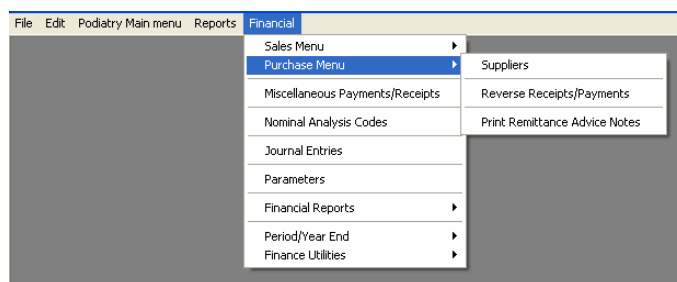 File Edit Podiatry Main menu Reports Financial
Sales Menu
Purchase Menu
Suppliers
Miscellaneous Payments/Receipts
Reverse Receipts/Payments
Nominal Analysis Codes
Print Remittance Advice Notes
Journal Entries
Parameters
Financial Reports
Period/Year End
Finance Utilities